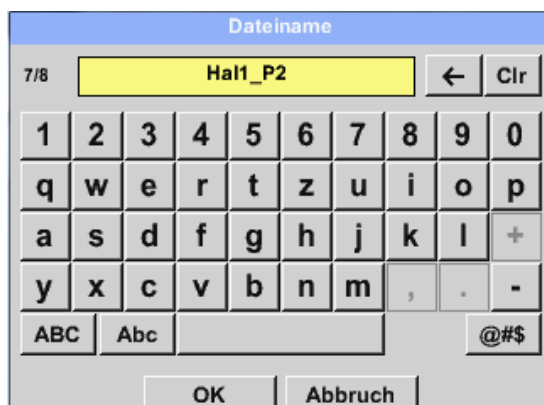 Dateiname
7/8 Hal1_P2 ← Clr
1 2 3 4 5 6 7 8 9 0
q w e r t z u i o p
a s d f g h j k l +
y x c v b n m , . -
ABC Abc @#$
OK Abbruch